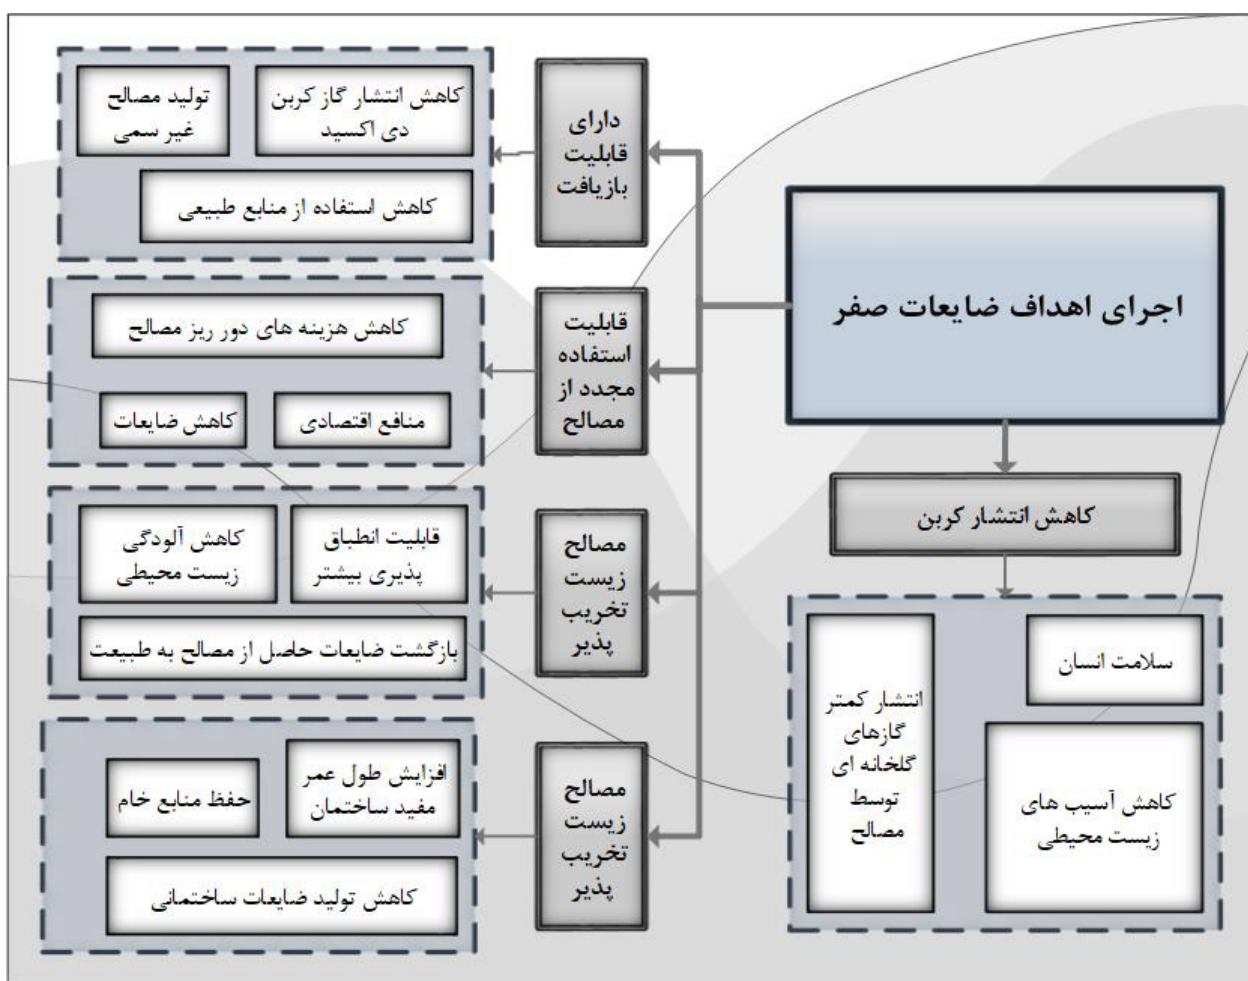 اجرای اهداف ضایعات صفر
کاهش انتشار کربن
سلامت انسان
انتشار کمتر
گازهای
گلخانه ای
توسط
مصالح
کاهش آسیب های
زیست محیطی
دارای
قابلیت
بازیافت
کاهش انتشار گاز کربن
دی اکسید
تولید مصالح
غیر سمی
کاهش استفاده از منابع طبیعی
قابلیت
استفاده
مجدد از
مصالح
کاهش هزینه های دور ریز مصالح
منافع اقتصادی
کاهش ضایعات
مصالح
زیست
تخریب
پذیر
قابلیت انطباق
پذیری بیشتر
کاهش آلودگی
زیست محیطی
بازگشت ضایعات حاصل از مصالح به طبیعت
مصالح
زیست
تخریب
پذیر
افزایش طول عمر
مفید ساختمان
حفظ منابع خام
کاهش تولید ضایعات ساختمانی